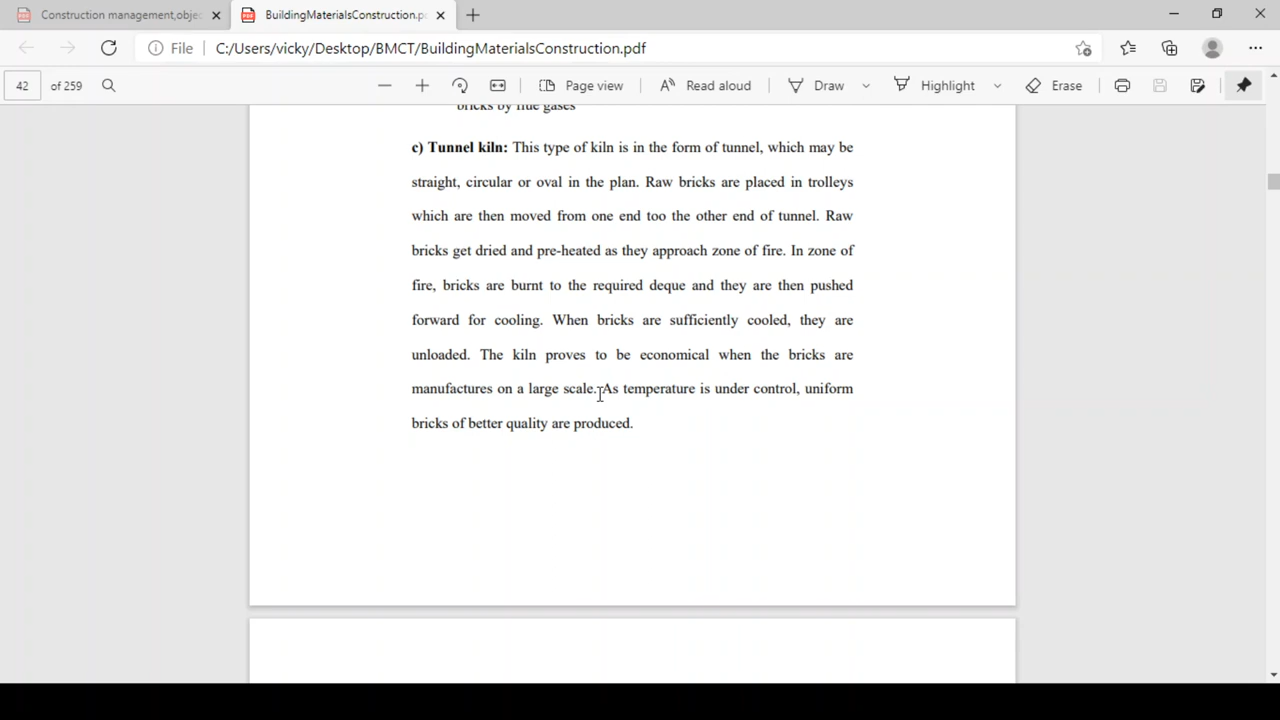 Construction management,objec
BuildingMaterialsConstruction.pd
File
C:/Users/vicky/Desktop/BMCT/BuildingMaterialsConstruction.pdf
42 of 259
Page view
Read aloud
Draw
Highlight
Erase
bricks by flue gases
c) Tunnel kiln: This type of kiln is in the form of tunnel, which may be
straight, circular or oval in the plan. Raw bricks are placed in trolleys
which are then moved from one end too the other end of tunnel. Raw
bricks get dried and pre-heated as they approach zone of fire. In zone of
fire, bricks are burnt to the required deque and they are then pushed
forward for cooling. When bricks are sufficiently cooled, they are
unloaded. The kiln proves to be economical when the bricks are
manufactures on a large scale. As temperature is under control, uniform
bricks of better quality are produced.